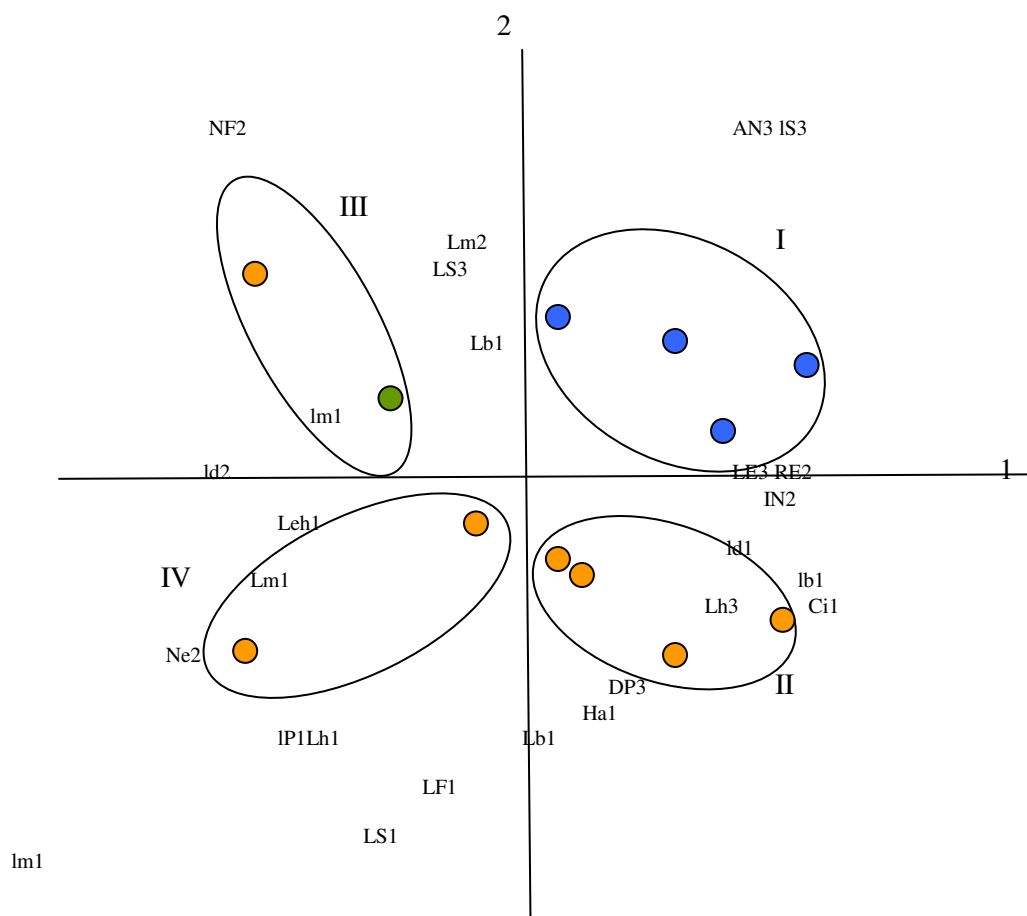 2
NF2
AN3 lS3
III
I
Lm2
LS3
Lb1
lm1
ld2
LE3 RE2
1
IN2
Leh1
ld1
IV
Lm1
lb1
Lh3
Ci1
Ne2
DP3
II
Ha1
lP1Lh1
Lb1
LF1
LS1
lm1